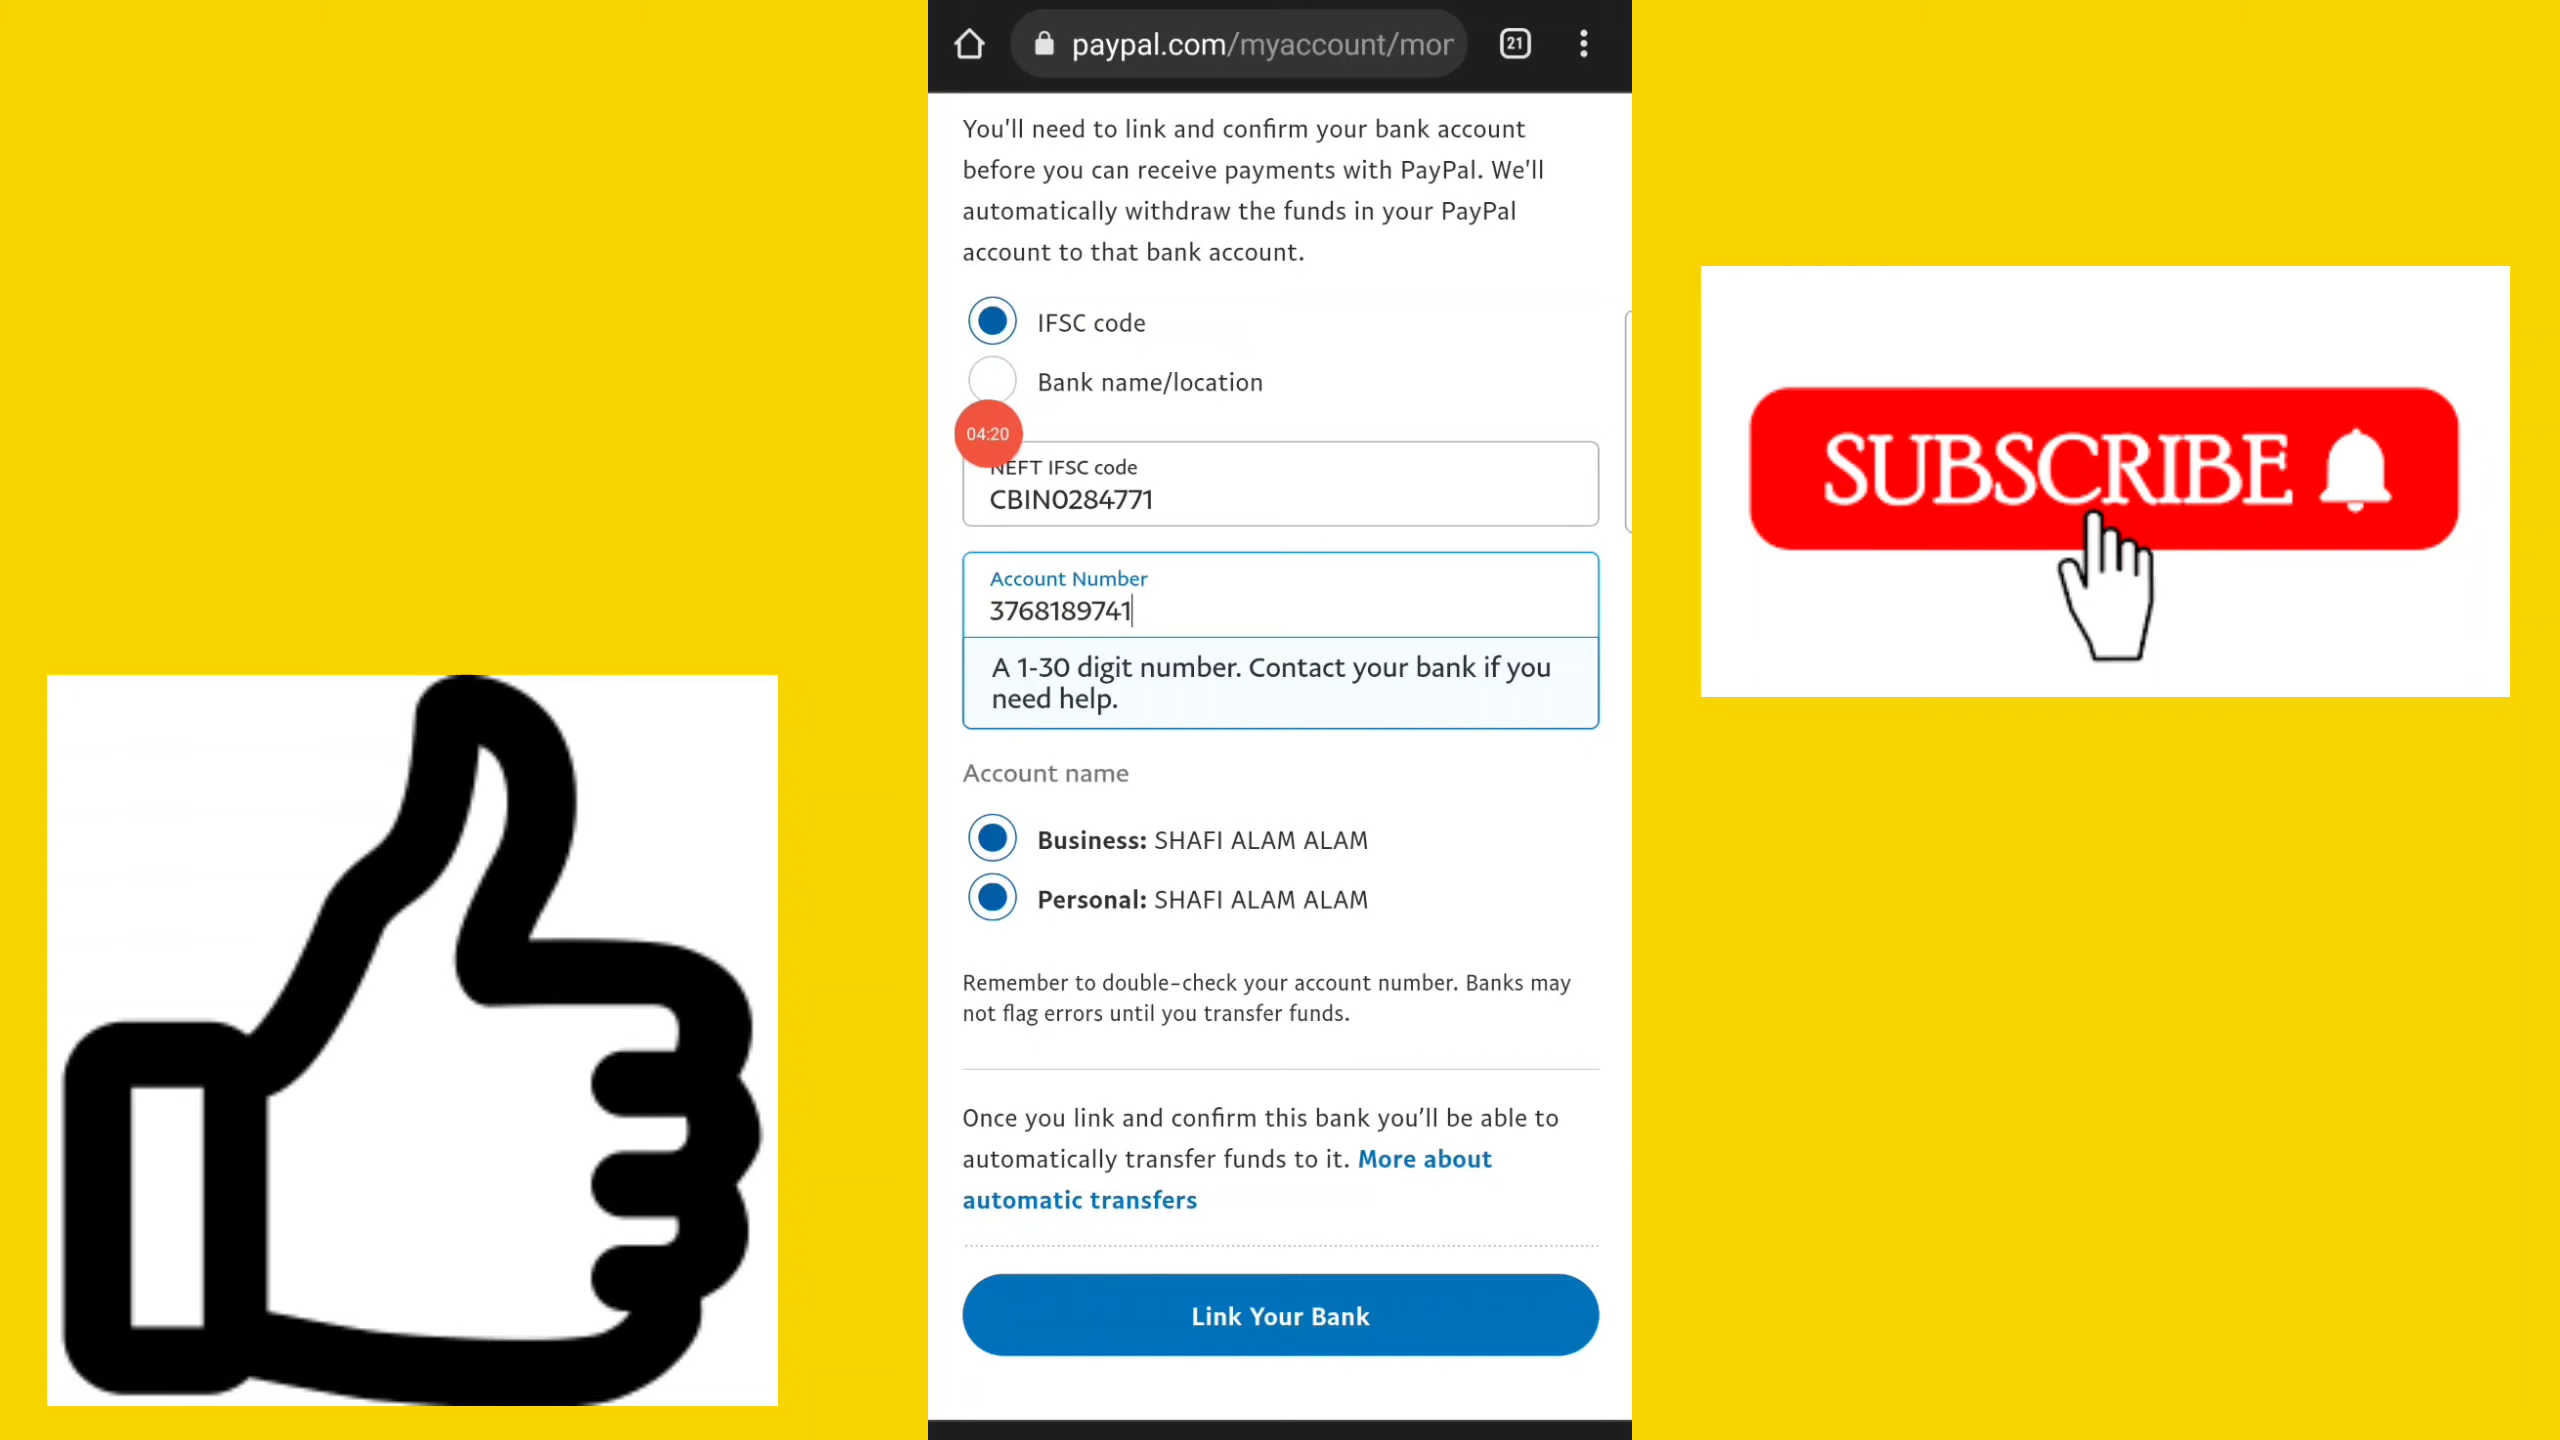 paypal.com/myaccount/mor
21
You'll need to link and confirm your bank account
before you can receive payments with PayPal. We'll
automatically withdraw the funds in your PayPal
account to that bank account.
IFSC code
Bank name/location
04:20
NEFT IFSC code
CBIN0284771
Account Number
3768189741
A 1-30 digit number. Contact your bank if you
need help.
Account name
Business: SHAFI ALAM ALAM
Personal: SHAFI ALAM ALAM
Remember to double-check your account number. Banks may
not flag errors until you transfer funds.
Once you link and confirm this bank you’ll be able to
automatically transfer funds to it. More about
automatic transfers
Link Your Bank
SUBSCRIBE